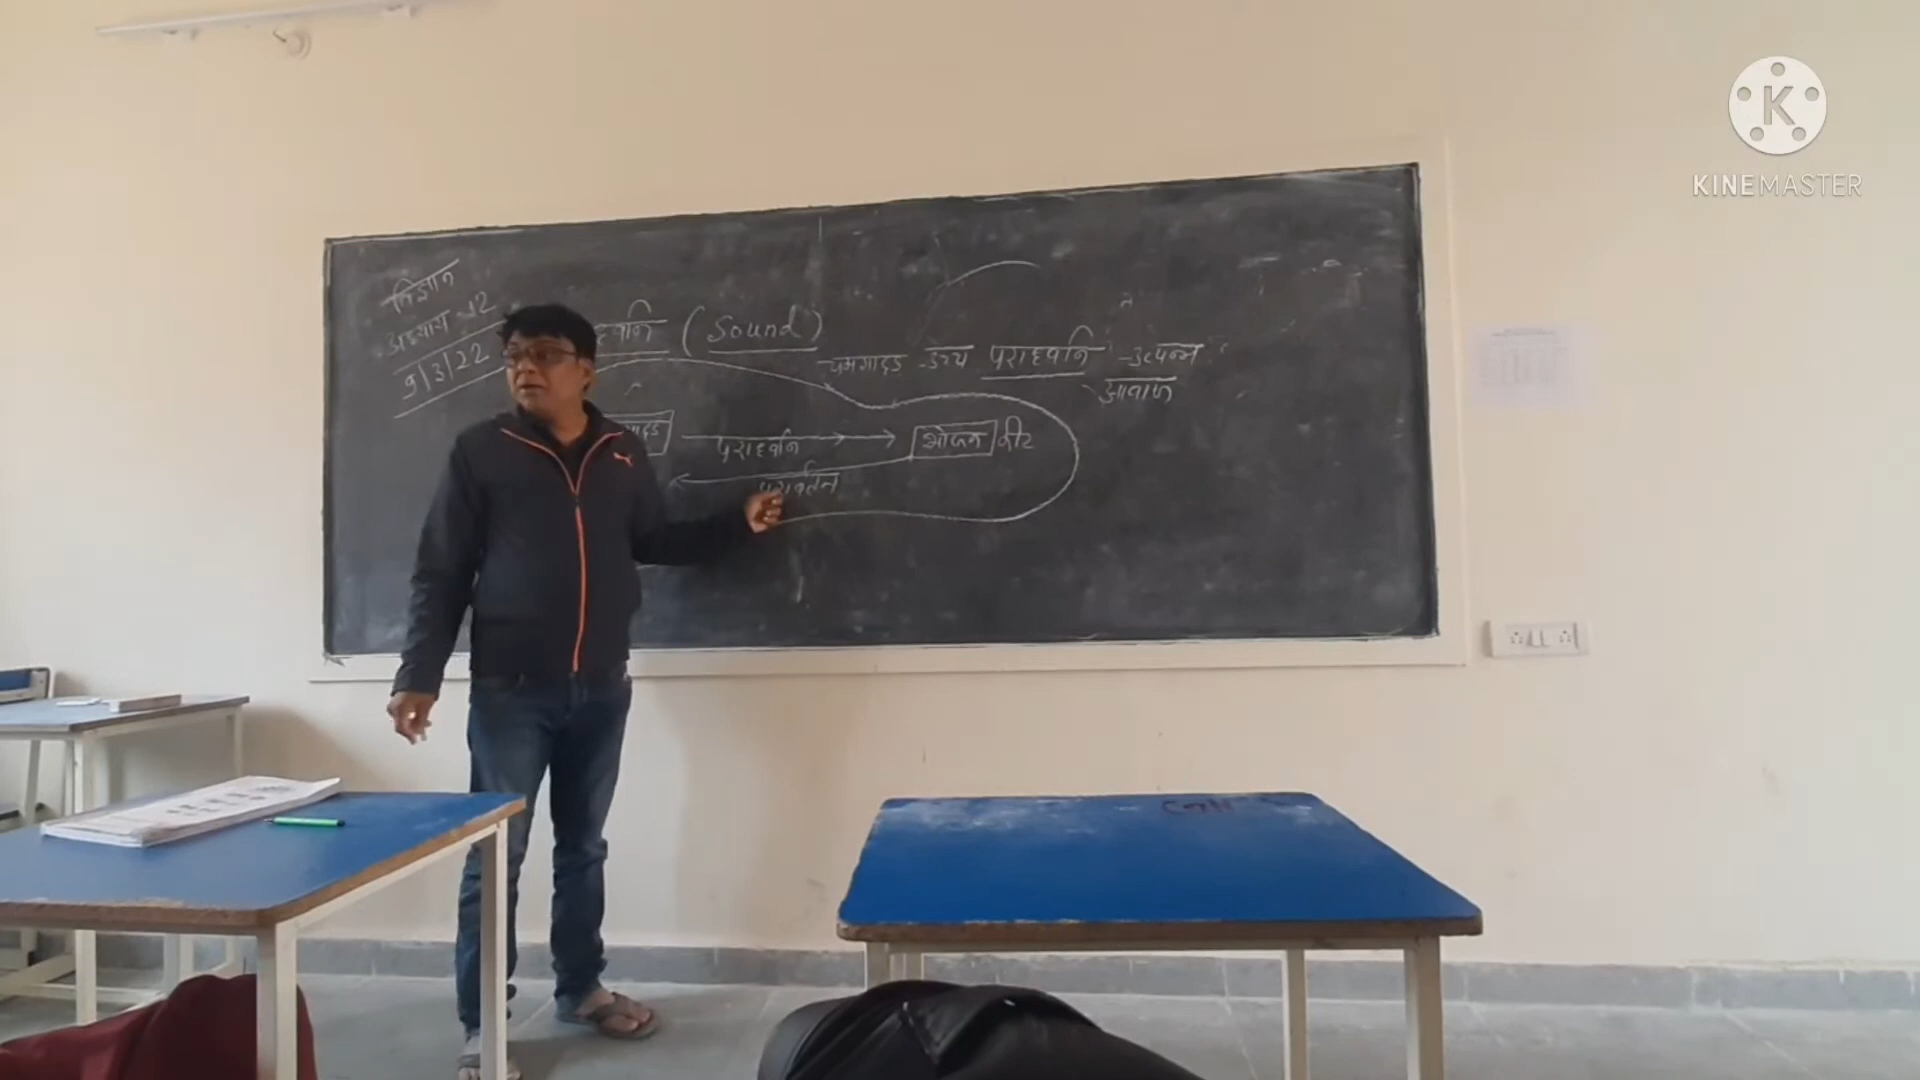 विज्ञान
अध्याय - 12
9/3/22
ध्वनि (Sound)
चमगादड उच्च पराध्वनि उत्पन्न
आवाज
पराध्वनि
भोजन कीट
परावर्तन
KINEMASTER